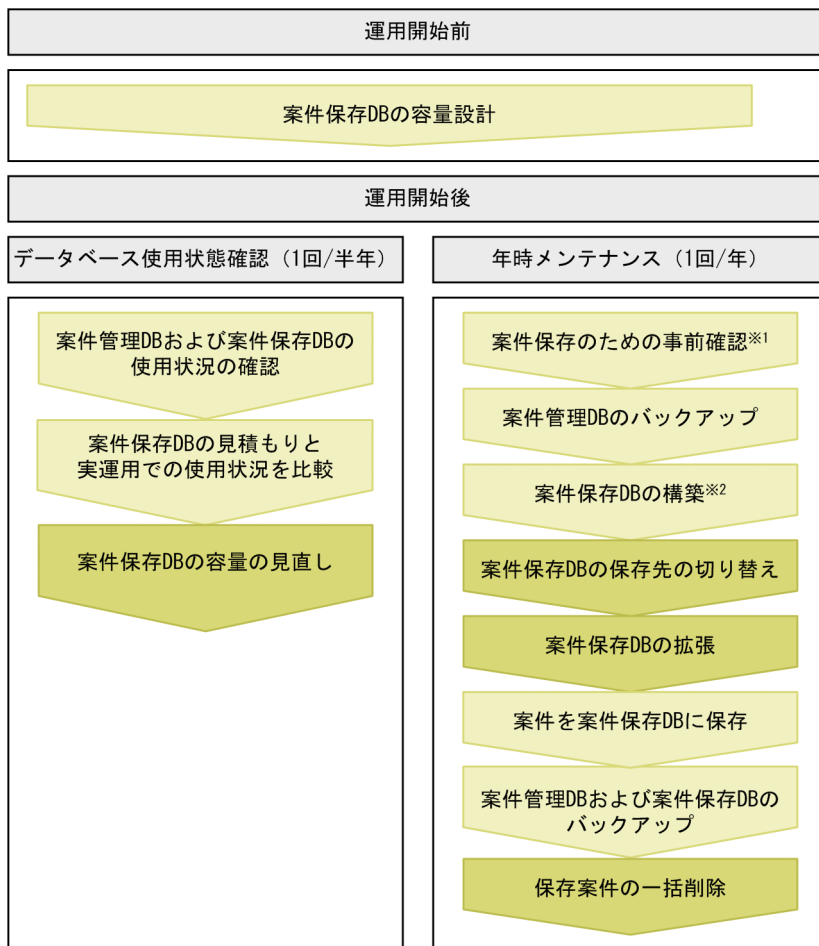 運用開始前
案件保存DBの容量設計
運用開始後
データベース使用状態確認（1回/半年）
案件管理DBおよび案件保存DBの
使用状況の確認
案件保存DBの見積もりと
実運用での使用状況を比較
案件保存DBの容量の見直し
年時メンテナンス（1回/年）
案件保存のための事前確認※1
案件管理DBのバックアップ
案件保存DBの構築※2
案件保存DBの保存先の切り替え
案件保存DBの拡張
案件を案件保存DBに保存
案件管理DBおよび案件保存DBの
バックアップ
保存案件の一括削除